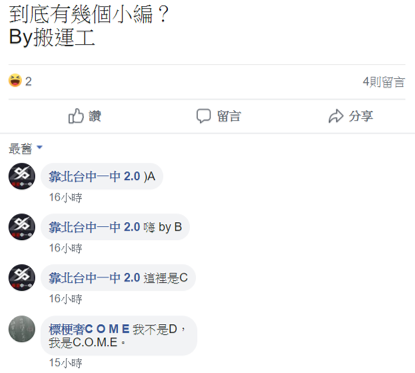 到底有幾個小編？
By搬運工
2
4則留言
讚
留言
分享
最舊
靠北台中一中 2.0 )A
16小時
靠北台中一中 2.0 嗨 by B
16小時
靠北台中一中 2.0 這裡是C
16小時
標梗奢C O M E 我不是D，
我是C.O.M.E。
15小時